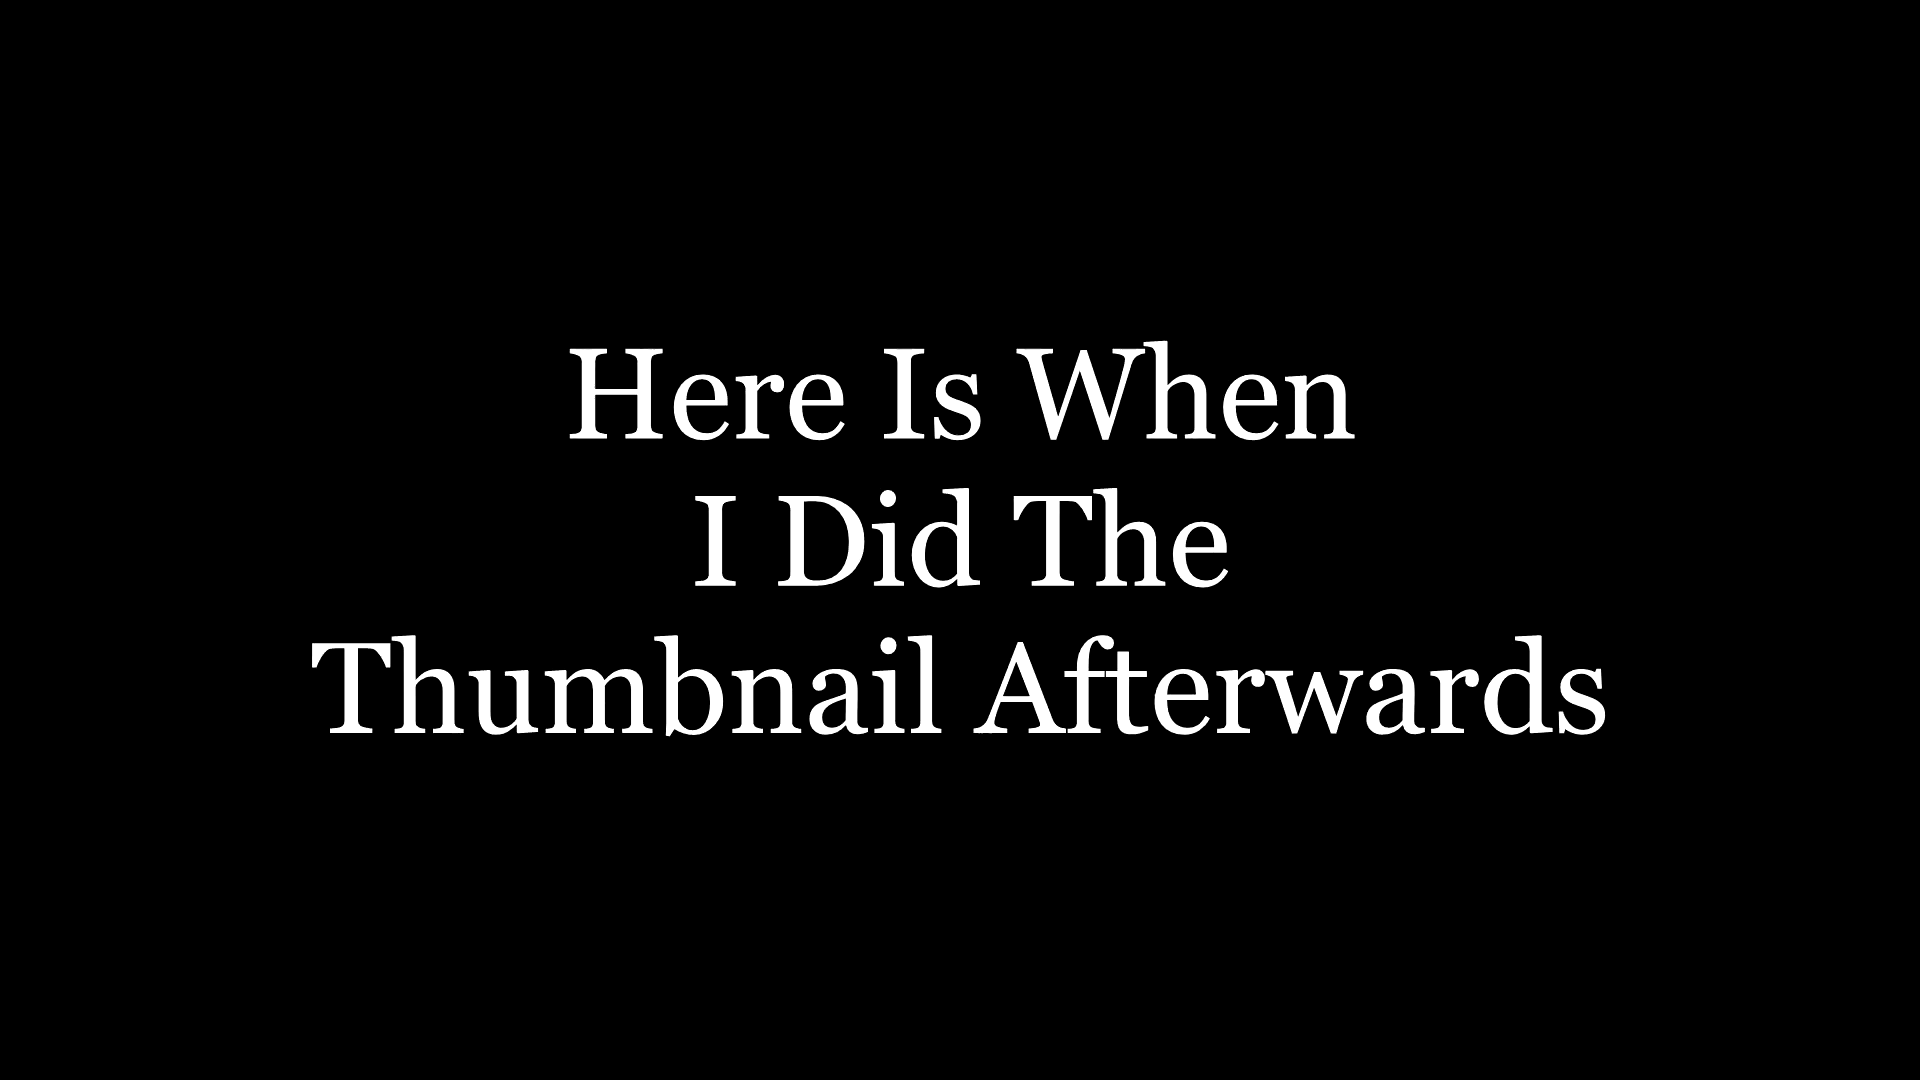 Here Is When
I Did The
Thumbnail Afterwards